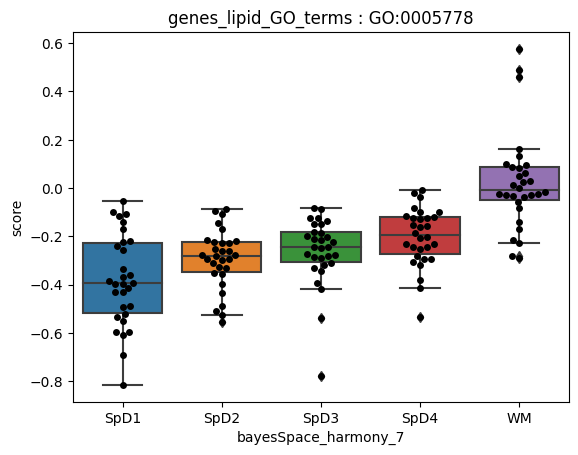 genes_lipid_GO_terms : GO:0005778
0.6
0.4
0.2
0.0
−0.2
−0.4
−0.6
−0.8
score
SpD1 SpD2 SpD3 SpD4 WM
bayesSpace_harmony_7